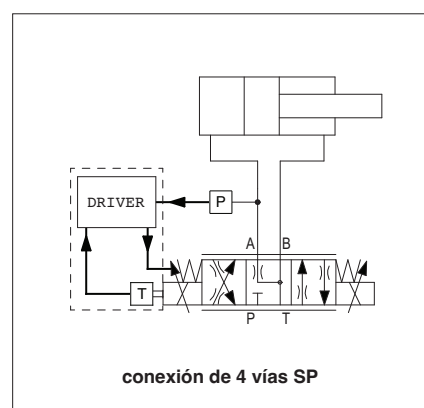 DRIVER
P
A B
T
P T
conexión de 4 vías SP